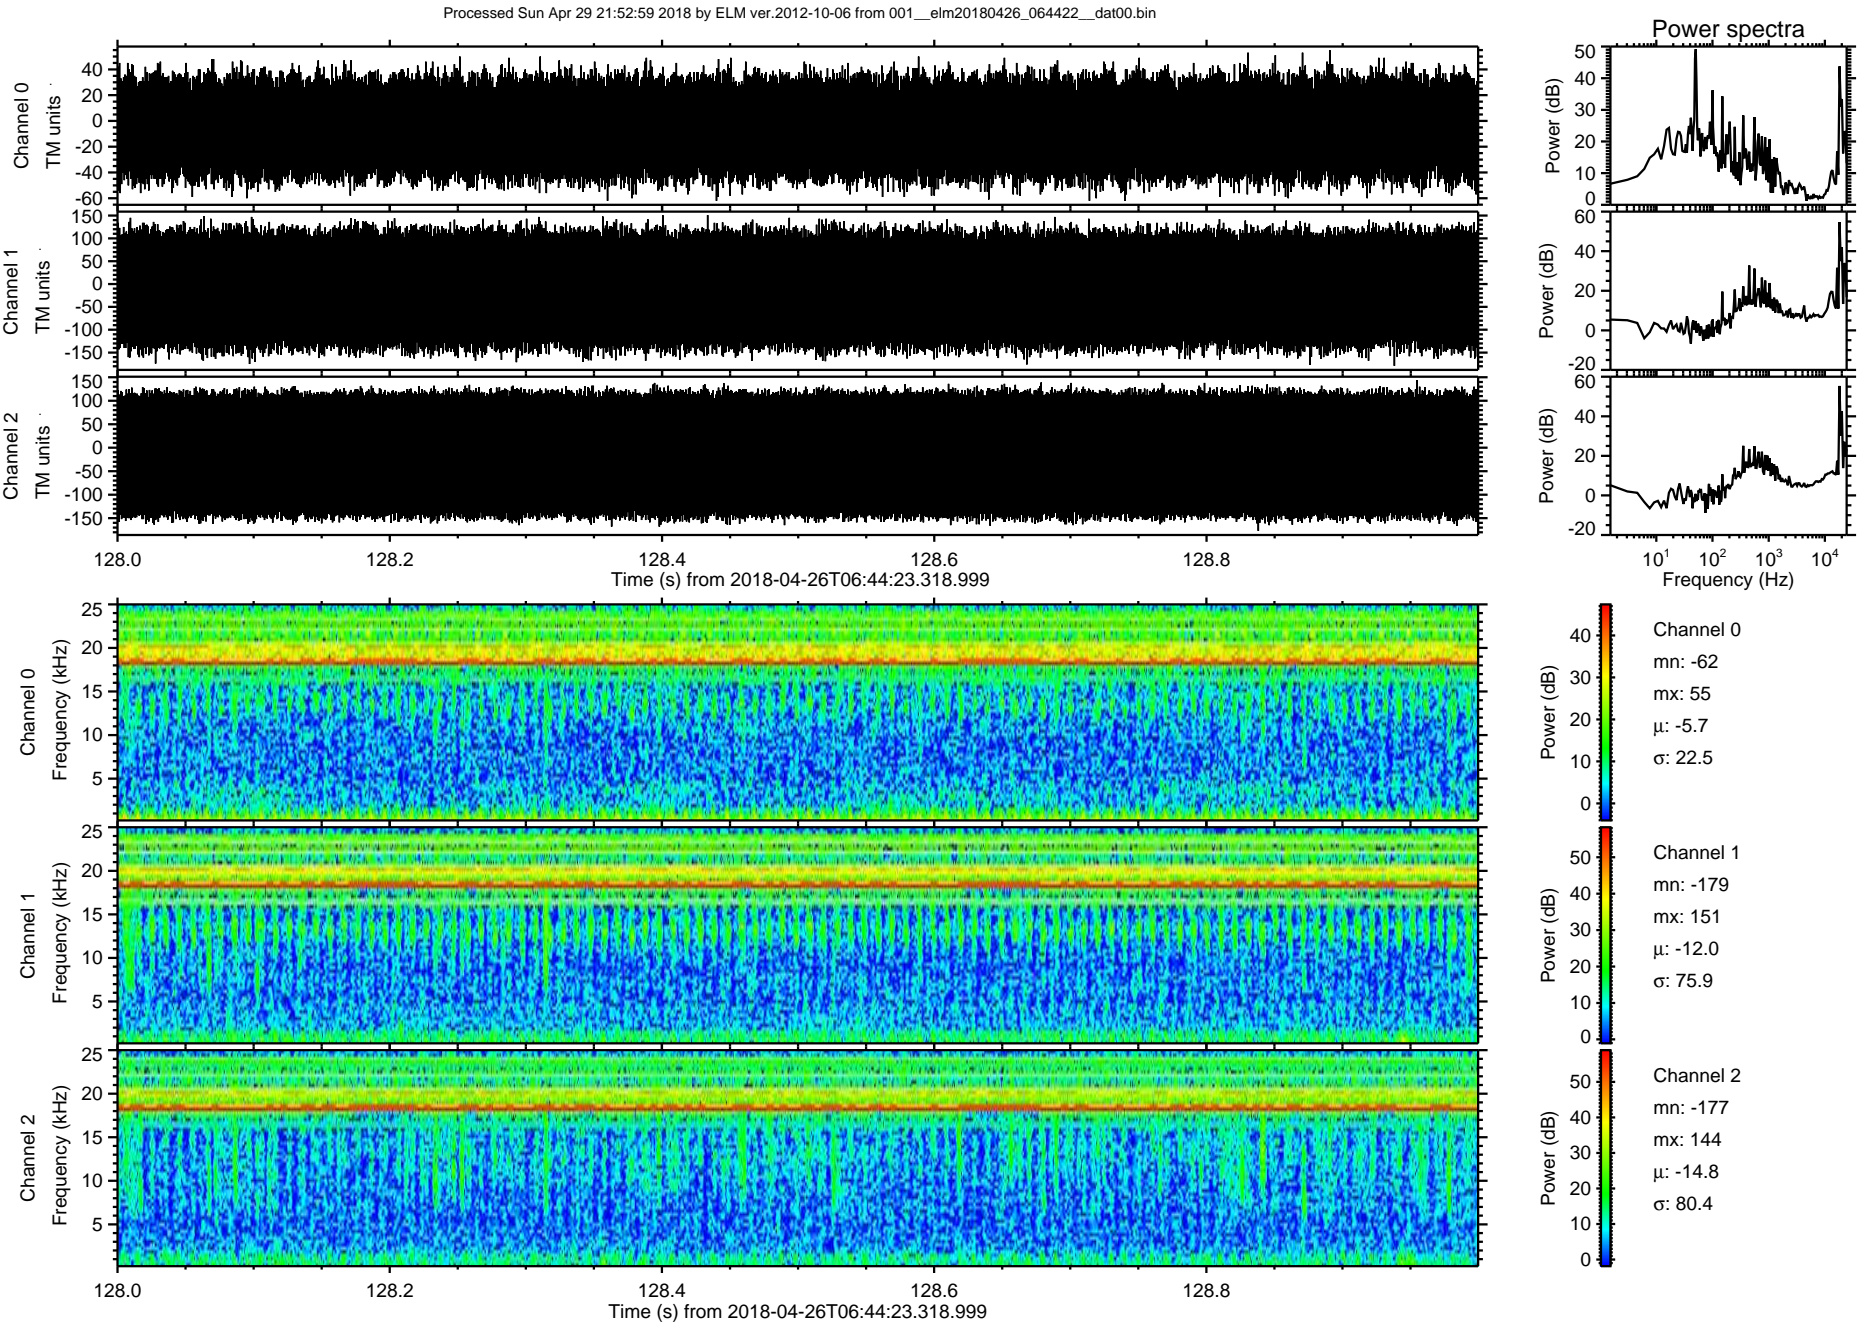 Processed Sun Apr 29 21:52:59 2018 by ELM ver.2012-10-06 from 001__elm20180426_064422__dat00.bin
Power spectra
Channel 0
TM units
40
20
0
-20
-40
-60
Power (dB)
50
40
30
20
10
0
Channel 1
TM units
150
100
50
0
-50
-100
-150
Power (dB)
60
40
20
0
-20
Channel 2
TM units
150
100
50
0
-50
-100
-150
Power (dB)
60
40
20
0
-20
128.0 128.2 128.4 128.6 128.8
Time (s) from 2018-04-26T06:44:23.318.999
10^1 10^2 10^3 10^4
Frequency (Hz)
Channel 0
Frequency (kHz)
25
20
15
10
5
Power (dB)
40
30
20
10
0
Channel 0
mn: -62
mx: 55
μ: -5.7
σ: 22.5
Channel 1
Frequency (kHz)
25
20
15
10
5
Power (dB)
50
40
30
20
10
0
Channel 1
mn: -179
mx: 151
μ: -12.0
σ: 75.9
Channel 2
Frequency (kHz)
25
20
15
10
5
Power (dB)
50
40
30
20
10
0
Channel 2
mn: -177
mx: 144
μ: -14.8
σ: 80.4
128.0 128.2 128.4 128.6 128.8
Time (s) from 2018-04-26T06:44:23.318.999